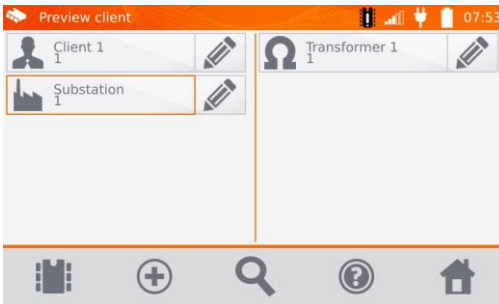 Preview client
07:53
Client 1
1
Substation
1
Transformer 1
1